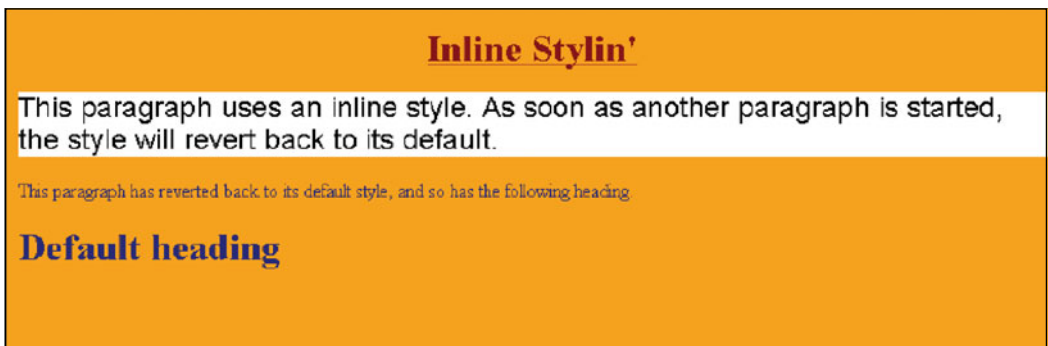 Inline Stylin'
This paragraph uses an inline style. As soon as another paragraph is started,
the style will revert back to its default.
This paragraph has reverted back to its default style, and so has the following heading.
Default heading